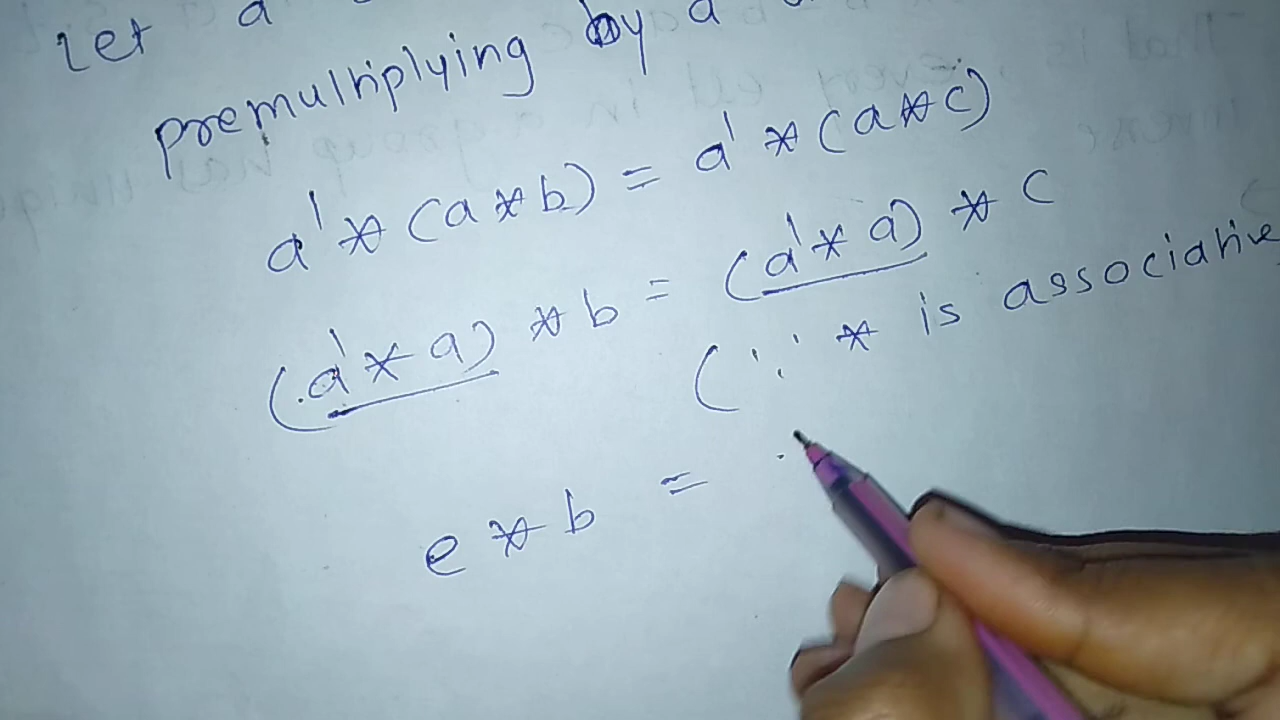 Let a
premultiplying by a
a' * (a * b) = a' * (a * c)
(a' * a) * b = (a' * a) * c
(∵ * is associative
e * b =